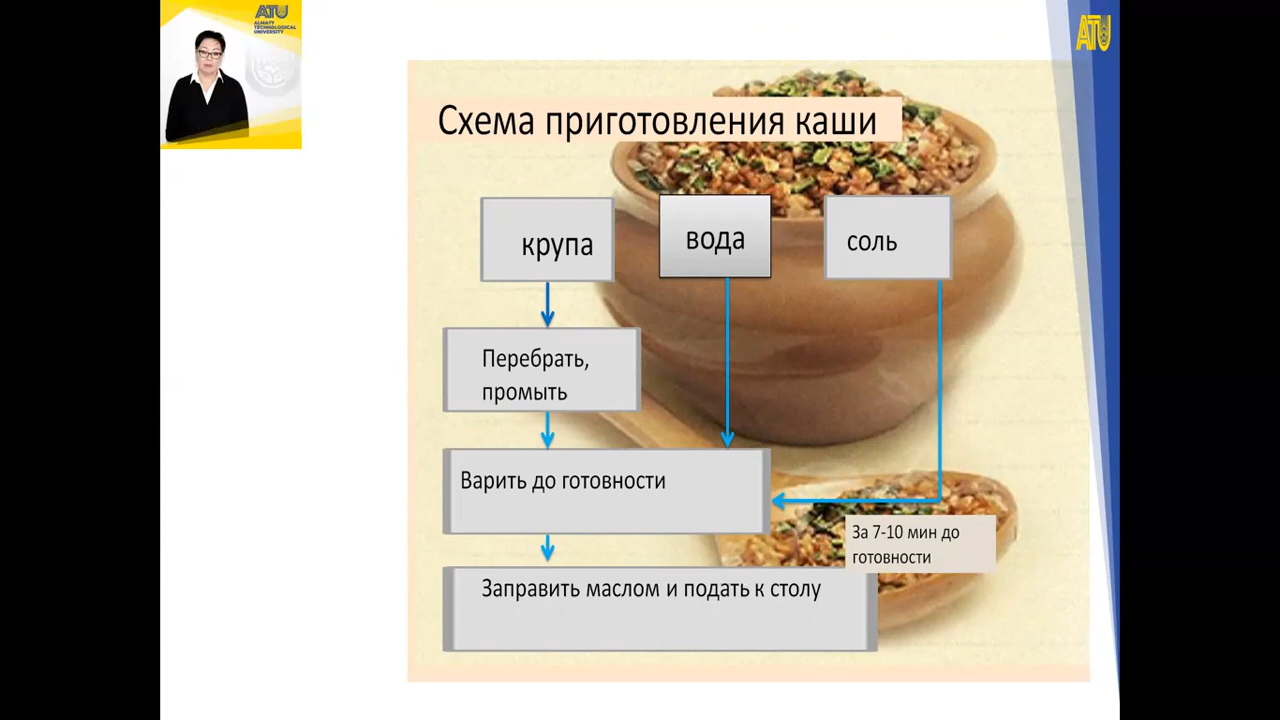 ATU
ALMATY
TECHNOLOGICAL
UNIVERSITY
ATU
Схема приготовления каши
крупа
вода
соль
Перебрать,
промыть
Варить до готовности
За 7-10 мин до
готовности
Заправить маслом и подать к столу